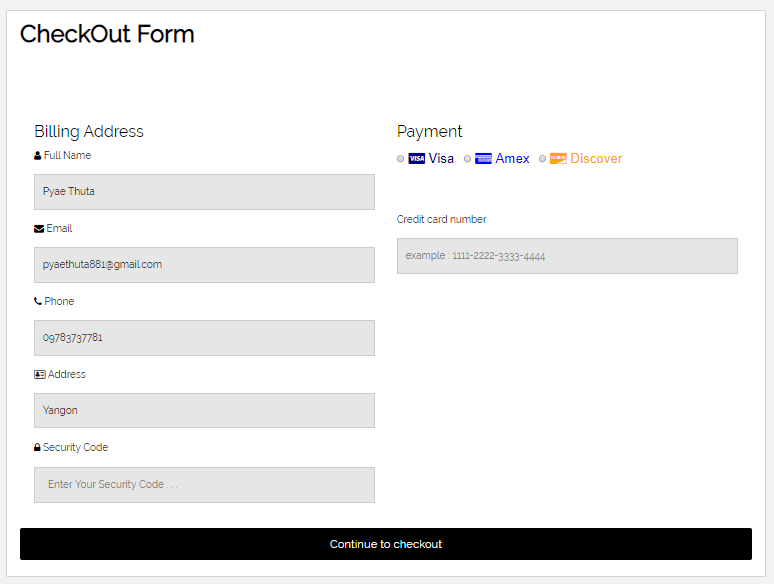 CheckOut Form
Billing Address
Full Name
Pyae Thuta
Email
pyaethuta881@gmail.com
Phone
09783737781
Address
Yangon
Security Code
Enter Your Security Code . . .
Payment
VISA Visa Amex Discover
Credit card number
example : 1111-2222-3333-4444
Continue to checkout